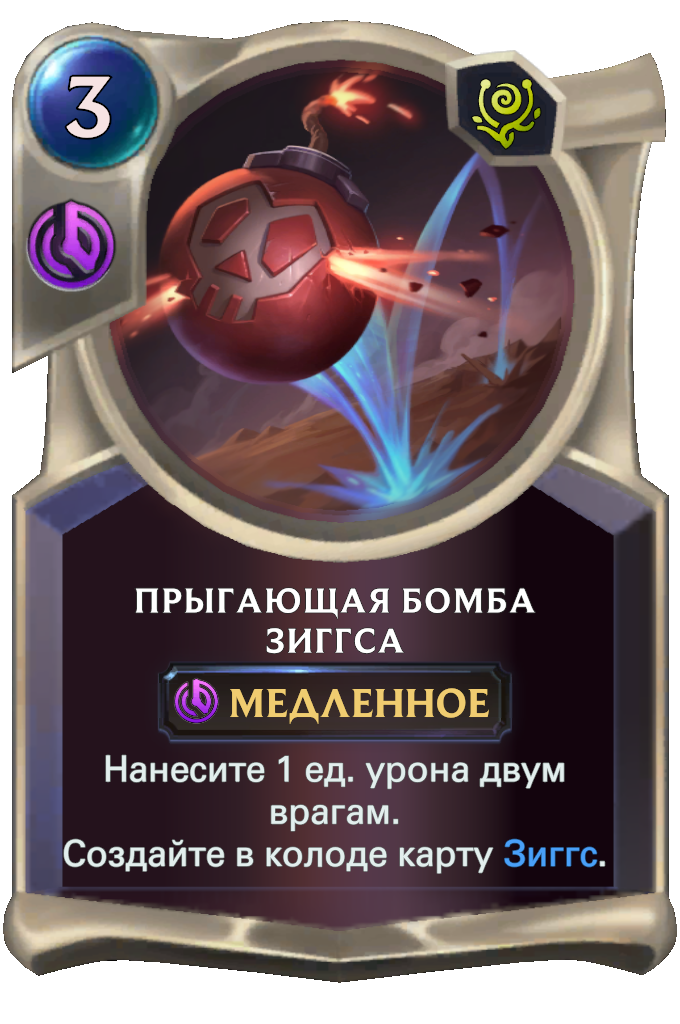 3
ПРЫГАЮЩАЯ БОМБА
ЗИГГСА
МЕДЛЕННОЕ
Нанесите 1 ед. урона двум
врагам.
Создайте в колоде карту Зиггс.